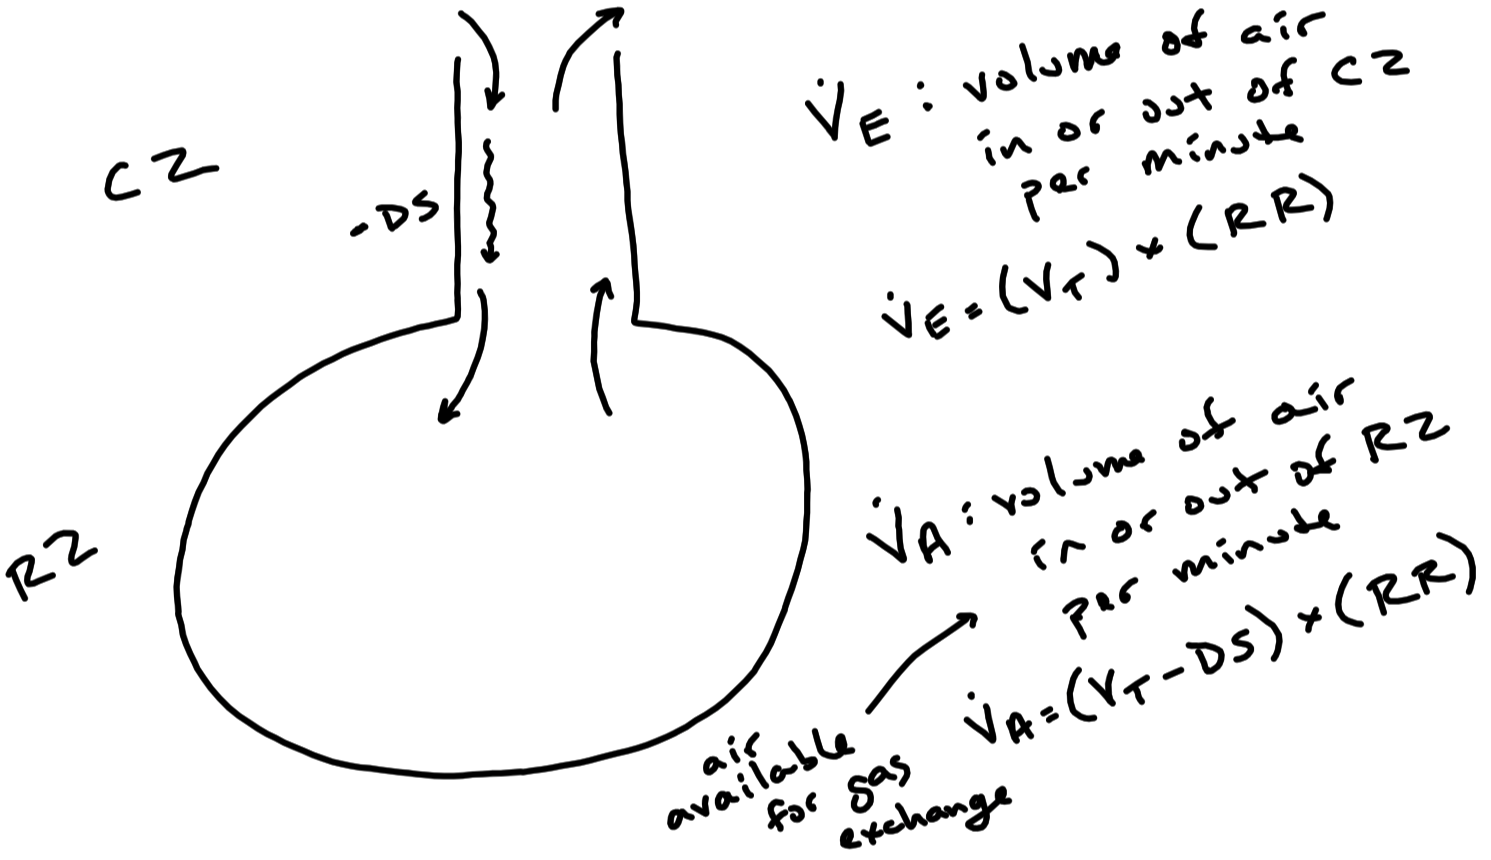 CZ
-DS
RZ
V̇E : volume of air
in or out of CZ
per minute
V̇E = (VT) * (RR)
V̇A : volume of air
in or out of RZ
per minute
V̇A = (VT - DS) * (RR)
air
available
for gas
exchange